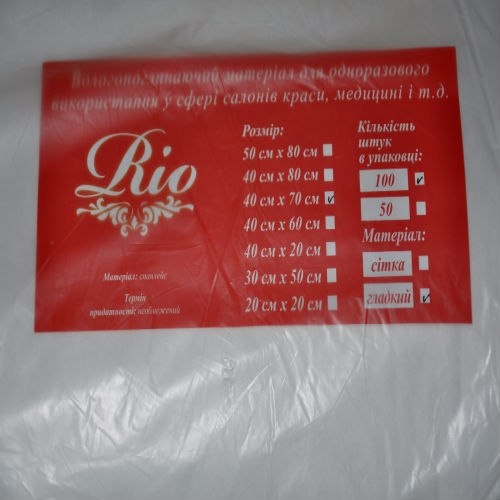 Вологопоглинаючий матеріал для одноразового
використання у сфері салонів краси, медицині і т.д.
Rio
Матеріал: спанлейс
Термін
придатності: необмежений
Розмір:
50 см х 80 см
40 см х 80 см
40 см х 70 см
40 см х 60 см
40 см х 20 см
30 см х 50 см
20 см х 20 см
Кількість
штук
в упаковці:
100
50
Матеріал:
сітка
гладкий